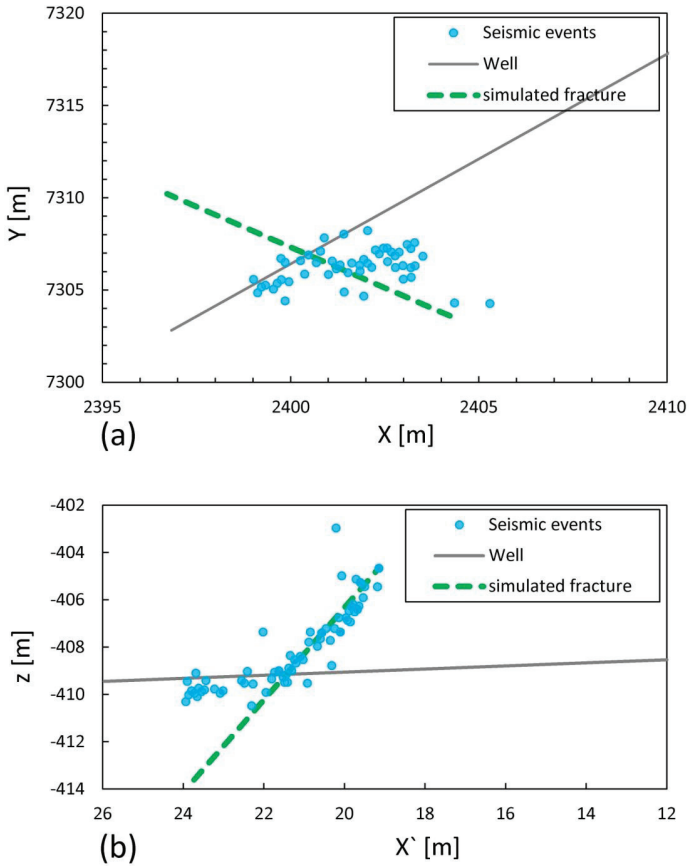 7320
7315
7310
7305
7300
Y [m]
Seismic events
Well
simulated fracture
2395 2400 2405 2410
(a)
X [m]
-402
-404
-406
-408
-410
-412
-414
z [m]
Seismic events
Well
simulated fracture
26 24 22 20 18 16 14 12
(b)
X` [m]